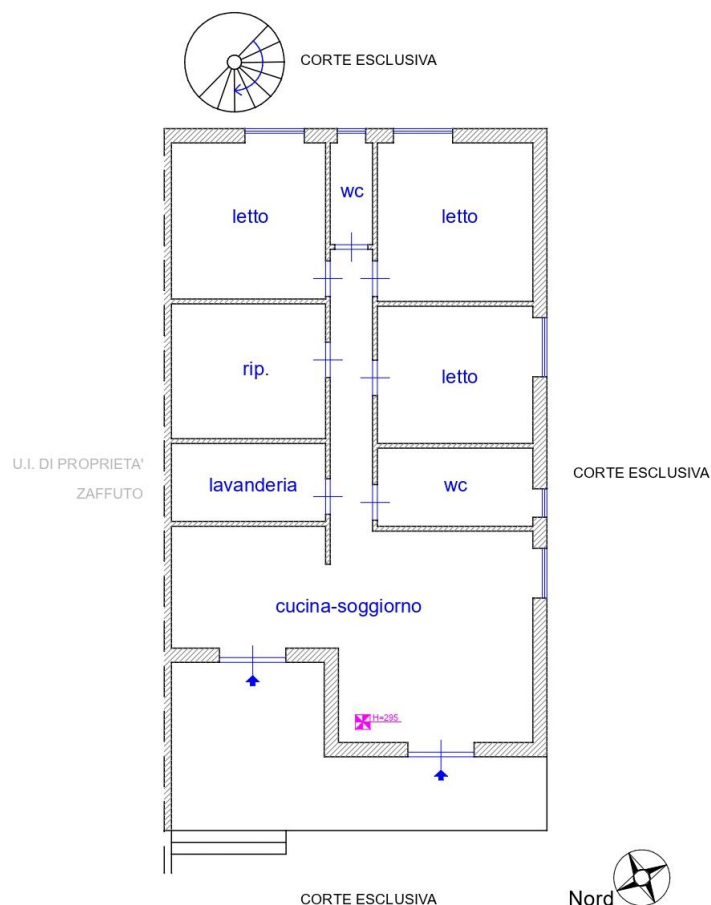 CORTE ESCLUSIVA
wc
letto
letto
rip.
letto
U.I. DI PROPRIETA'
ZAFFUTO
lavanderia
wc
CORTE ESCLUSIVA
cucina-soggiorno
H=295
CORTE ESCLUSIVA
Nord